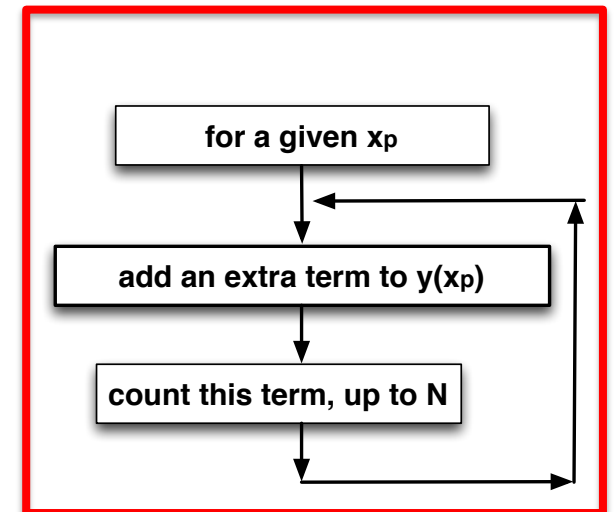 for a given xp
add an extra term to y(xp)
count this term, up to N